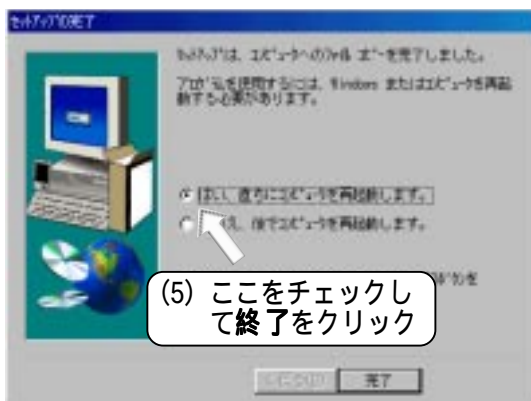 セットアップの完了
セットアップは、コンピュータへのファイル コピーを完了しました。
プログラムを使用するには、Windows またはコンピュータを再起
動する必要があります。
はい、直ちにコンピュータを再起動します。
え、後でコンピュータを再起動します。
(5) ここをチェックし
て終了をクリック
ボタンを
完了